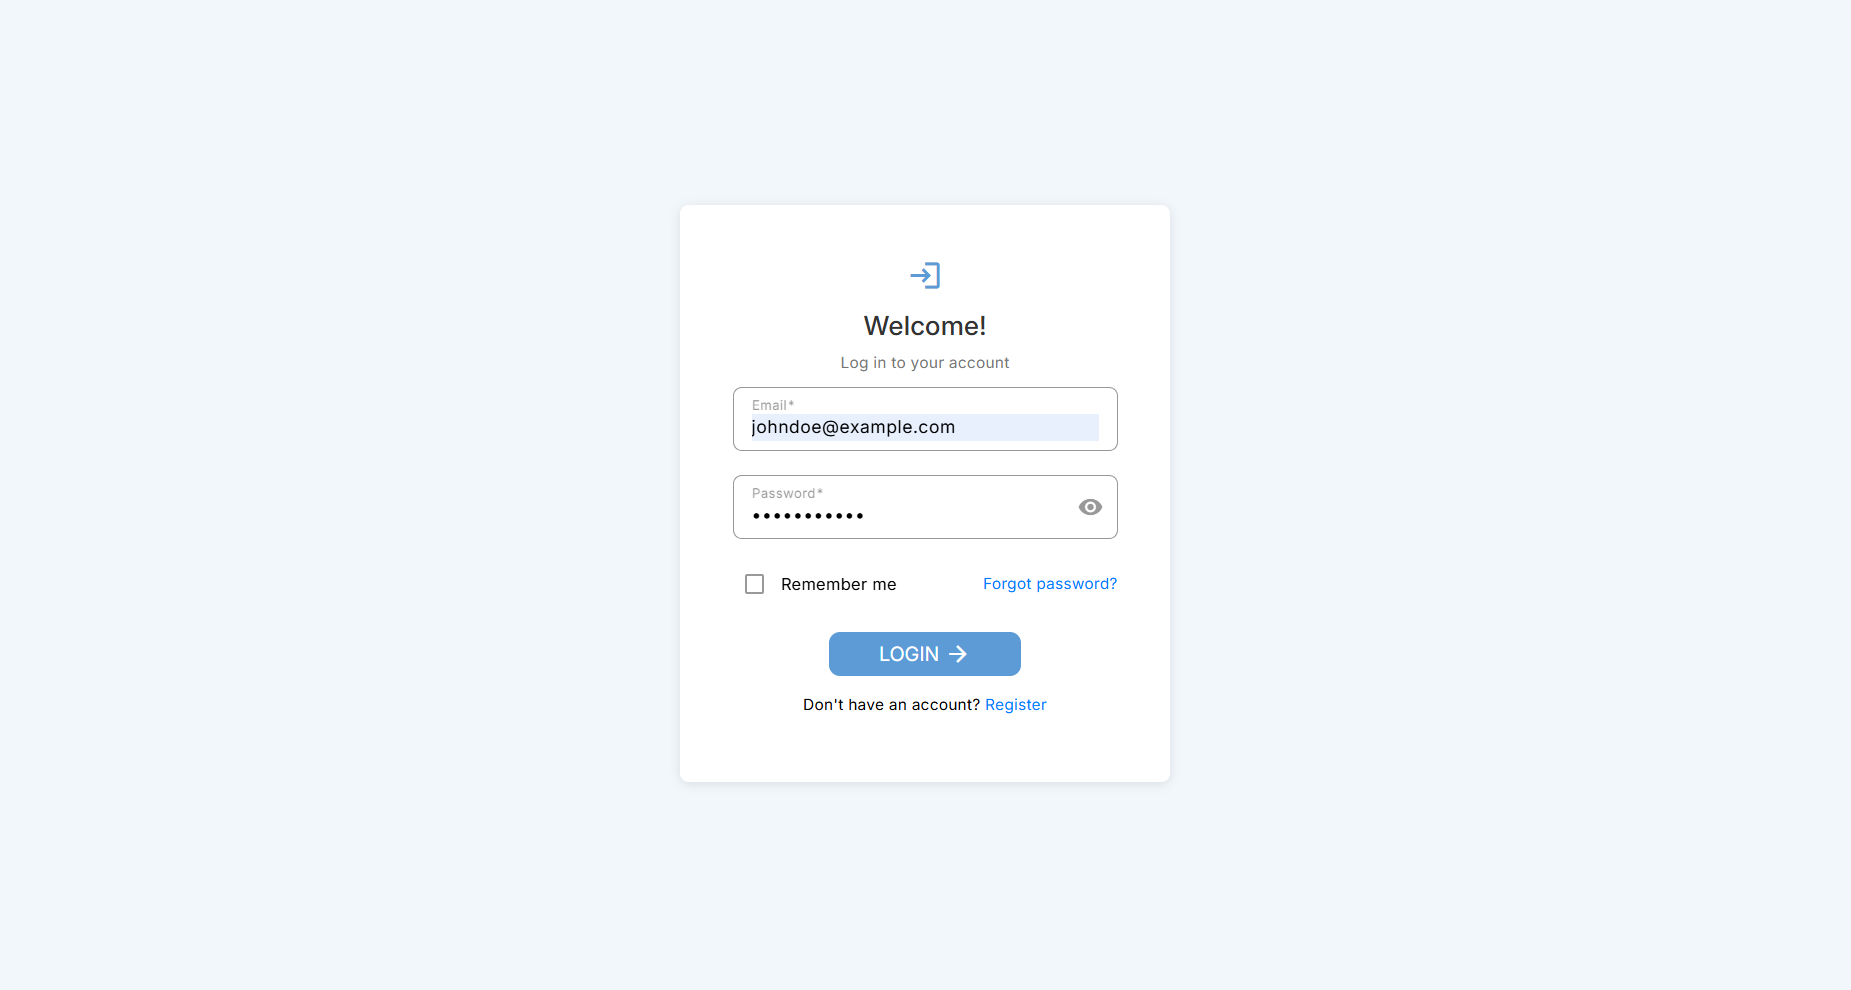 Welcome!
Log in to your account
Email*
johndoe@example.com
Password*
•••••••••••
Remember me
Forgot password?
LOGIN
Don't have an account? Register